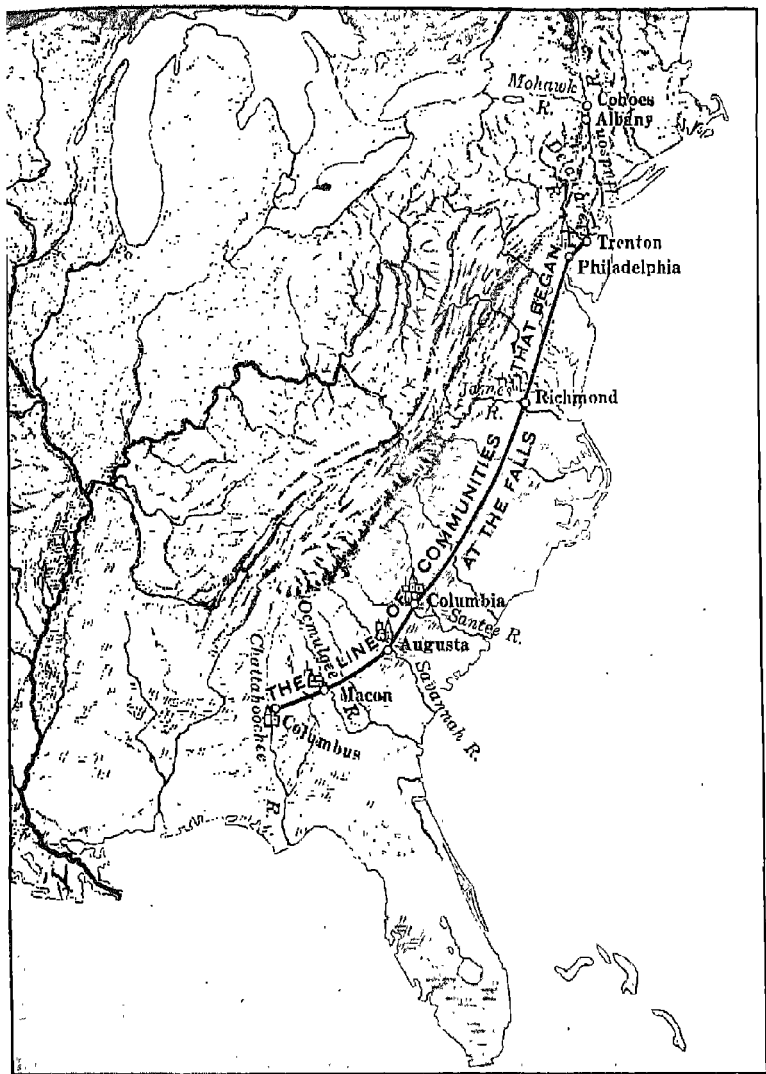 Mohawk
R.
Cohoes
Albany
Hudson
R.
Trenton
Philadelphia
THE LINE OF COMMUNITIES THAT BEGAN
AT THE FALLS
James
R.
Richmond
Columbia
Santee R.
Augusta
Savannah R.
Ocmulgee
R.
Macon
Chattahoochee
R.
Columbus